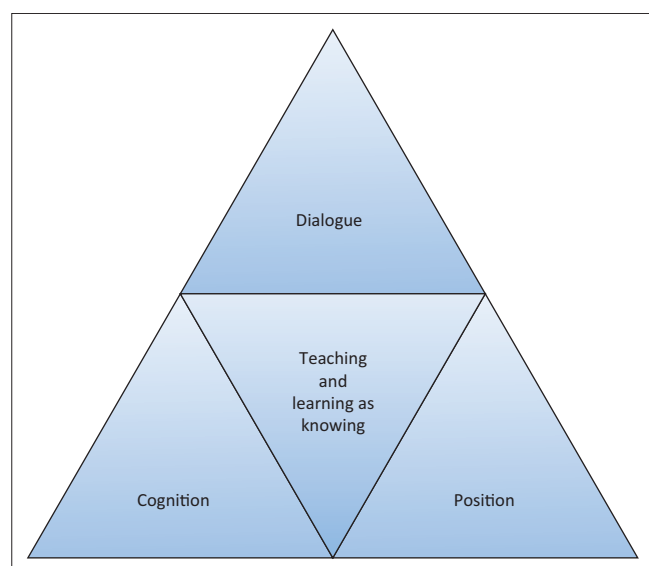 Dialogue
Teaching
and
learning as
knowing
Cognition
Position